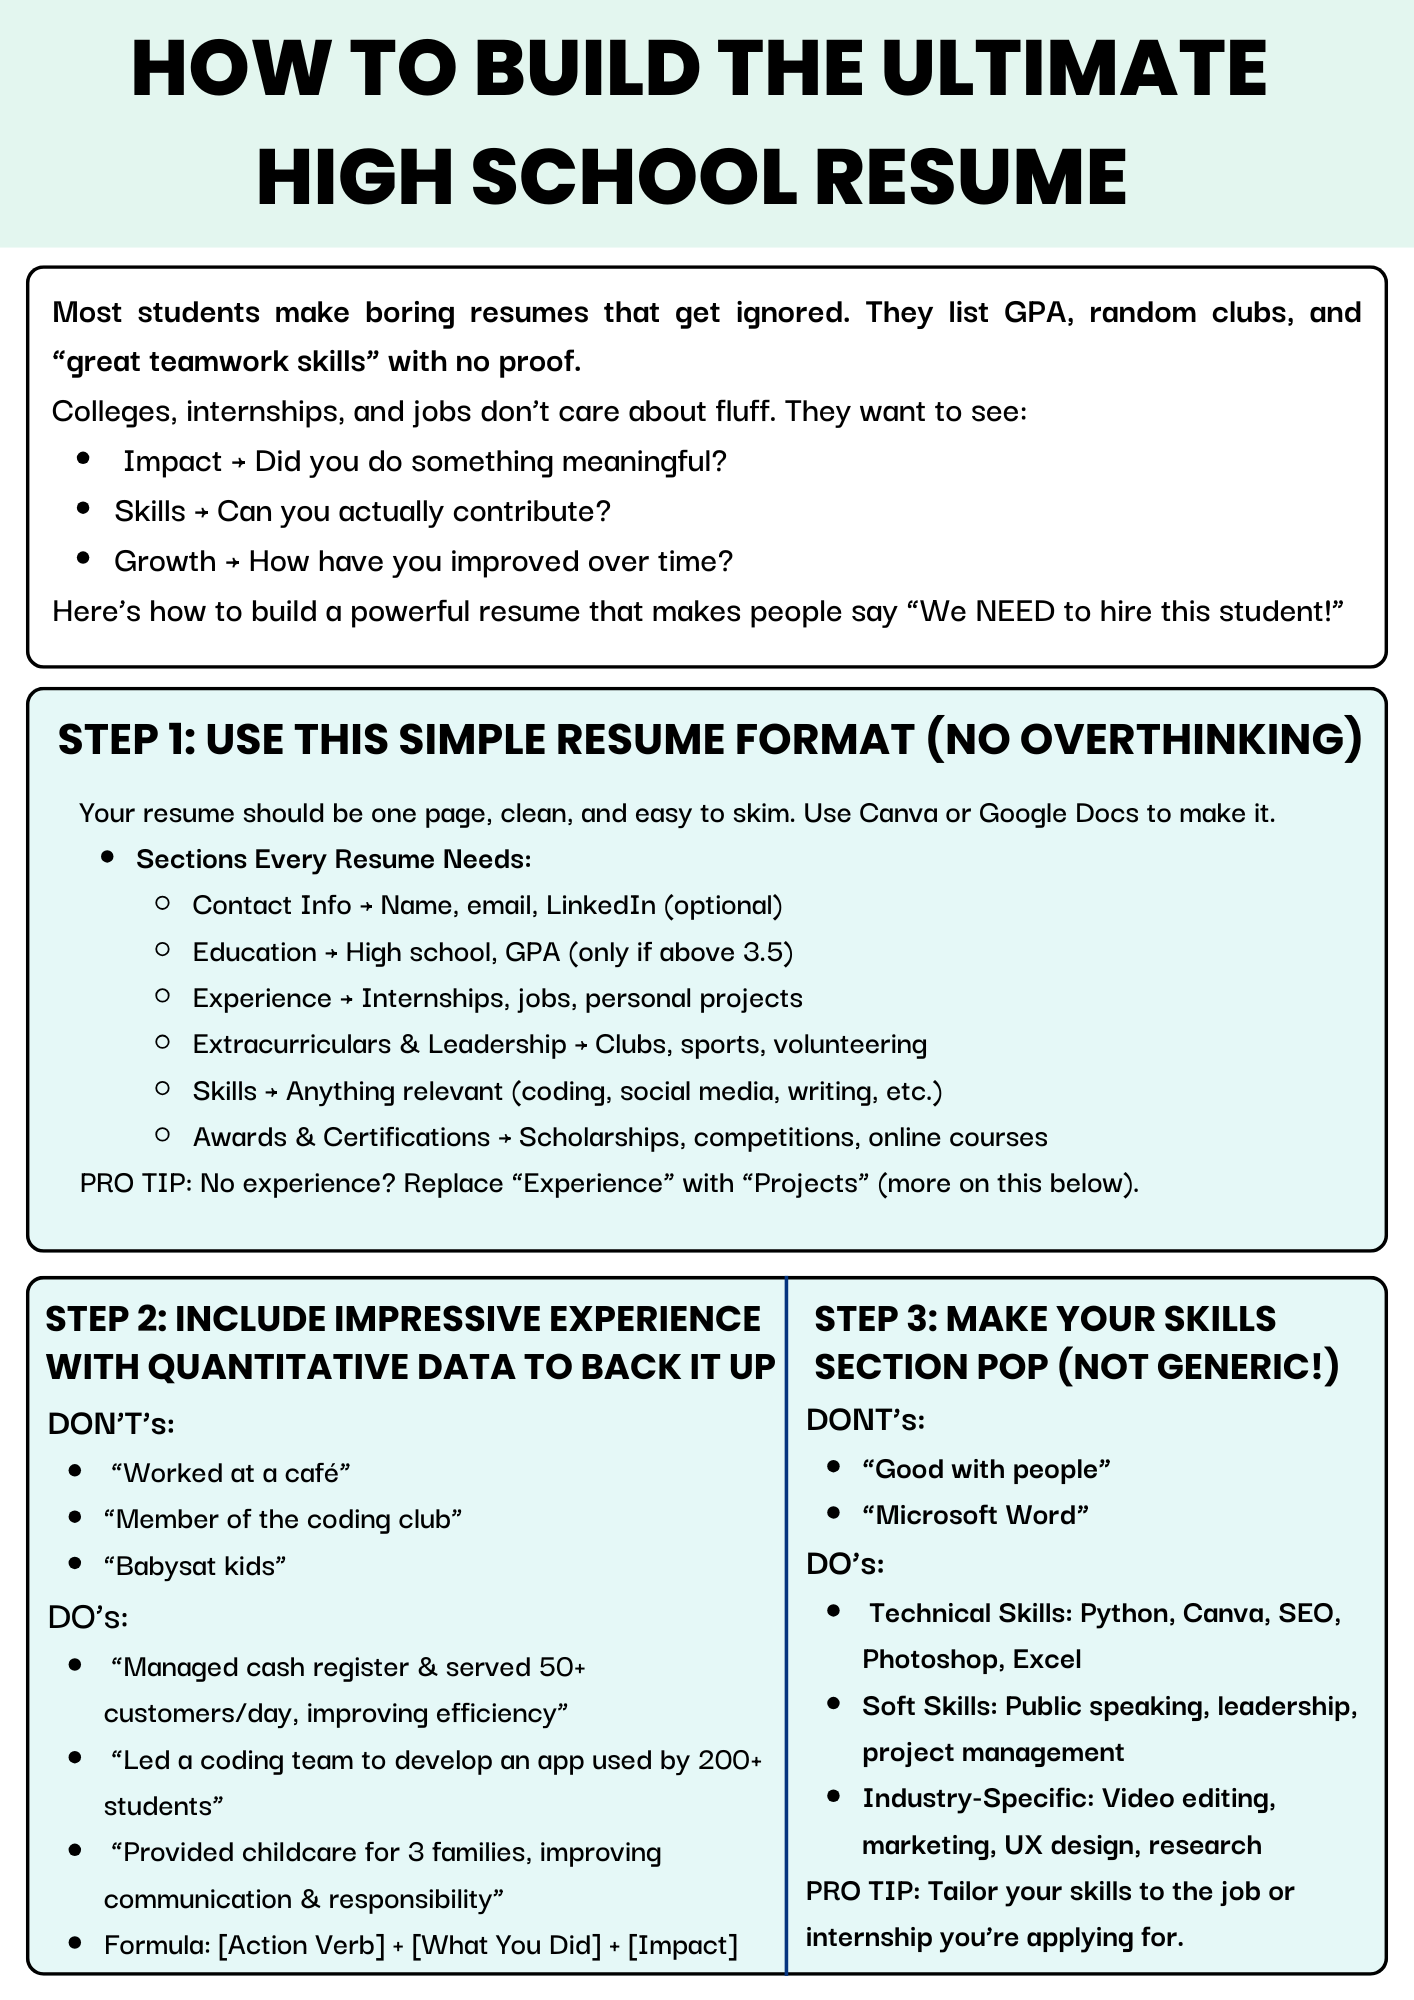 HOW TO BUILD THE ULTIMATE
HIGH SCHOOL RESUME
Most students make boring resumes that get ignored. They list GPA, random clubs, and
“great teamwork skills” with no proof.
Colleges, internships, and jobs don’t care about fluff. They want to see:
• Impact → Did you do something meaningful?
• Skills → Can you actually contribute?
• Growth → How have you improved over time?
Here’s how to build a powerful resume that makes people say “We NEED to hire this student!”
STEP 1: USE THIS SIMPLE RESUME FORMAT (NO OVERTHINKING)
Your resume should be one page, clean, and easy to skim. Use Canva or Google Docs to make it.
• Sections Every Resume Needs:
○ Contact Info → Name, email, LinkedIn (optional)
○ Education → High school, GPA (only if above 3.5)
○ Experience → Internships, jobs, personal projects
○ Extracurriculars & Leadership → Clubs, sports, volunteering
○ Skills → Anything relevant (coding, social media, writing, etc.)
○ Awards & Certifications → Scholarships, competitions, online courses
PRO TIP: No experience? Replace “Experience” with “Projects” (more on this below).
STEP 2: INCLUDE IMPRESSIVE EXPERIENCE
WITH QUANTITATIVE DATA TO BACK IT UP
DON’T’s:
• “Worked at a café”
• “Member of the coding club”
• “Babysat kids”
DO’s:
• “Managed cash register & served 50+
customers/day, improving efficiency”
• “Led a coding team to develop an app used by 200+
students”
• “Provided childcare for 3 families, improving
communication & responsibility”
• Formula: [Action Verb] + [What You Did] + [Impact]
STEP 3: MAKE YOUR SKILLS
SECTION POP (NOT GENERIC!)
DONT’s:
• “Good with people”
• “Microsoft Word”
DO’s:
• Technical Skills: Python, Canva, SEO,
Photoshop, Excel
• Soft Skills: Public speaking, leadership,
project management
• Industry-Specific: Video editing,
marketing, UX design, research
PRO TIP: Tailor your skills to the job or
internship you’re applying for.